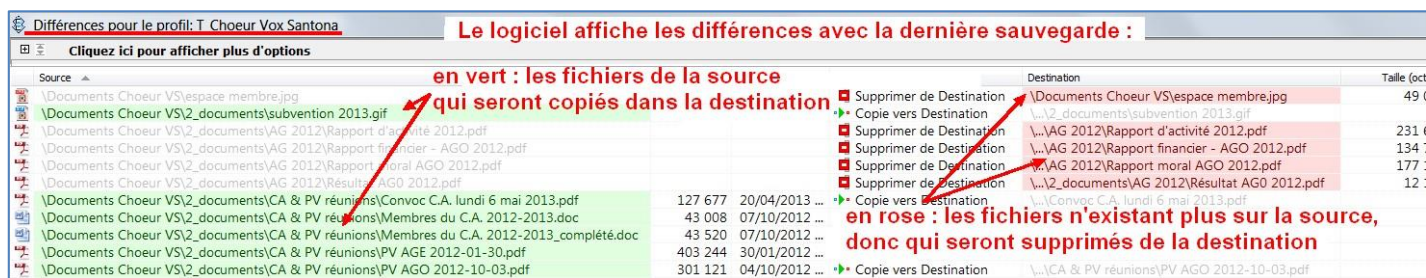 Différences pour le profil: T Choeur Vox Santona
Le logiciel affiche les différences avec la dernière sauvegarde :
Cliquez ici pour afficher plus d'options
en vert : les fichiers de la source
qui seront copiés dans la destination
Source Destination Taille (oct
\Documents Choeur VS\espace membre.jpg Supprimer de Destination \Documents Choeur VS\espace membre.jpg 49 0
\Documents Choeur VS\2_documents\subvention 2013.gif Copie vers Destination \...\2_documents\subvention 2013.gif
\Documents Choeur VS\2_documents\AG 2012\Rapport d'activité 2012.pdf Supprimer de Destination \...\AG 2012\Rapport d'activité 2012.pdf 231
\Documents Choeur VS\2_documents\AG 2012\Rapport financier - AGO 2012.pdf Supprimer de Destination \...\AG 2012\Rapport financier - AGO 2012.pdf 134
\Documents Choeur VS\2_documents\AG 2012\Rapport moral AGO 2012.pdf Supprimer de Destination \...\AG 2012\Rapport moral AGO 2012.pdf 177
\Documents Choeur VS\2_documents\AG 2012\Résultat AG0 2012.pdf Supprimer de Destination \...\2_documents\AG 2012\Résultat AG0 2012.pdf 12
\Documents Choeur VS\2_documents\CA & PV réunions\Convoc C.A. lundi 6 mai 2013.pdf 127 677 20/04/2013 ... Copie vers Destination \...\Convoc C.A. lundi 6 mai 2013.pdf
\Documents Choeur VS\2_documents\CA & PV réunions\Membres du C.A. 2012-2013.doc 43 008 07/10/2012 ...
\Documents Choeur VS\2_documents\CA & PV réunions\Membres du C.A. 2012-2013_complété.doc 43 520 07/10/2012 ...
\Documents Choeur VS\2_documents\CA & PV réunions\PV AGE 2012-01-30.pdf 403 244 30/01/2012 ...
\Documents Choeur VS\2_documents\CA & PV réunions\PV AGO 2012-10-03.pdf 301 121 04/10/2012 ... Copie vers Destination \...\CA & PV réunions\PV AGO 2012-10-03.pdf
en rose : les fichiers n'existant plus sur la source,
donc qui seront supprimés de la destination